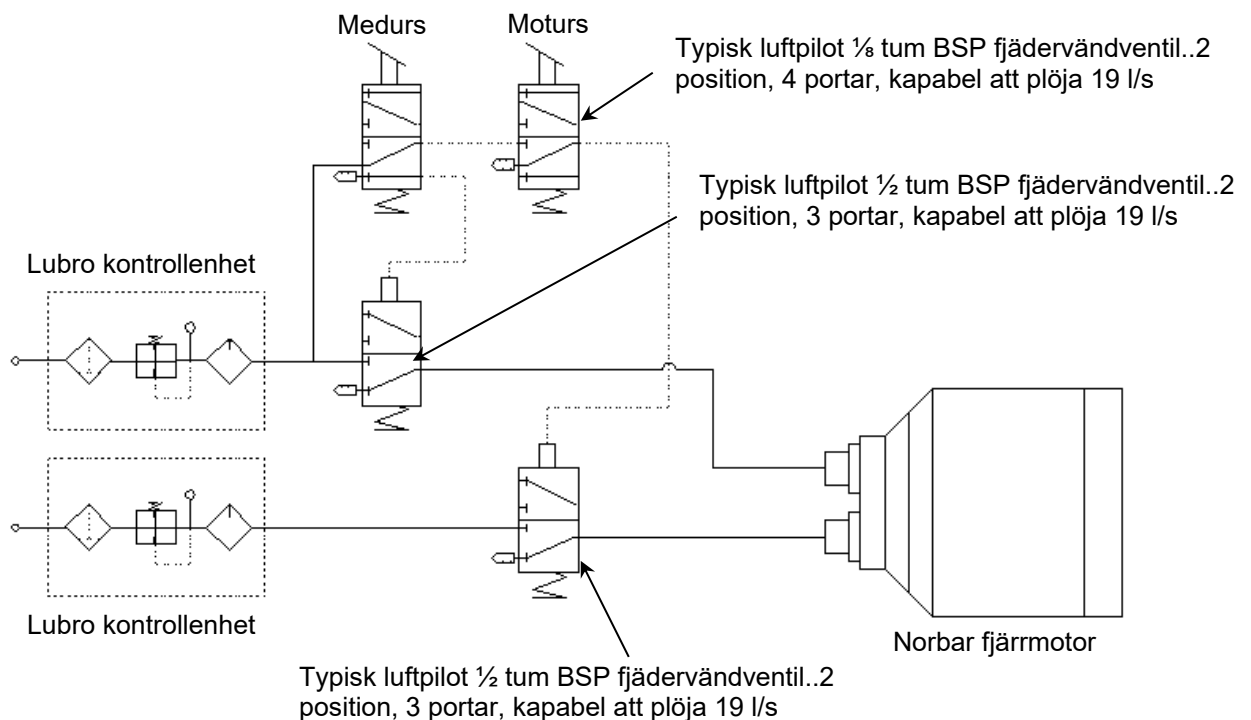 Medurs
Moturs
Typisk luftpilot ⅛ tum BSP fjädervändventil..2
position, 4 portar, kapabel att plöja 19 l/s
Typisk luftpilot ½ tum BSP fjädervändventil..2
position, 3 portar, kapabel att plöja 19 l/s
Lubro kontrollenhet
Lubro kontrollenhet
Norbar fjärrmotor
Typisk luftpilot ½ tum BSP fjädervändventil..2
position, 3 portar, kapabel att plöja 19 l/s